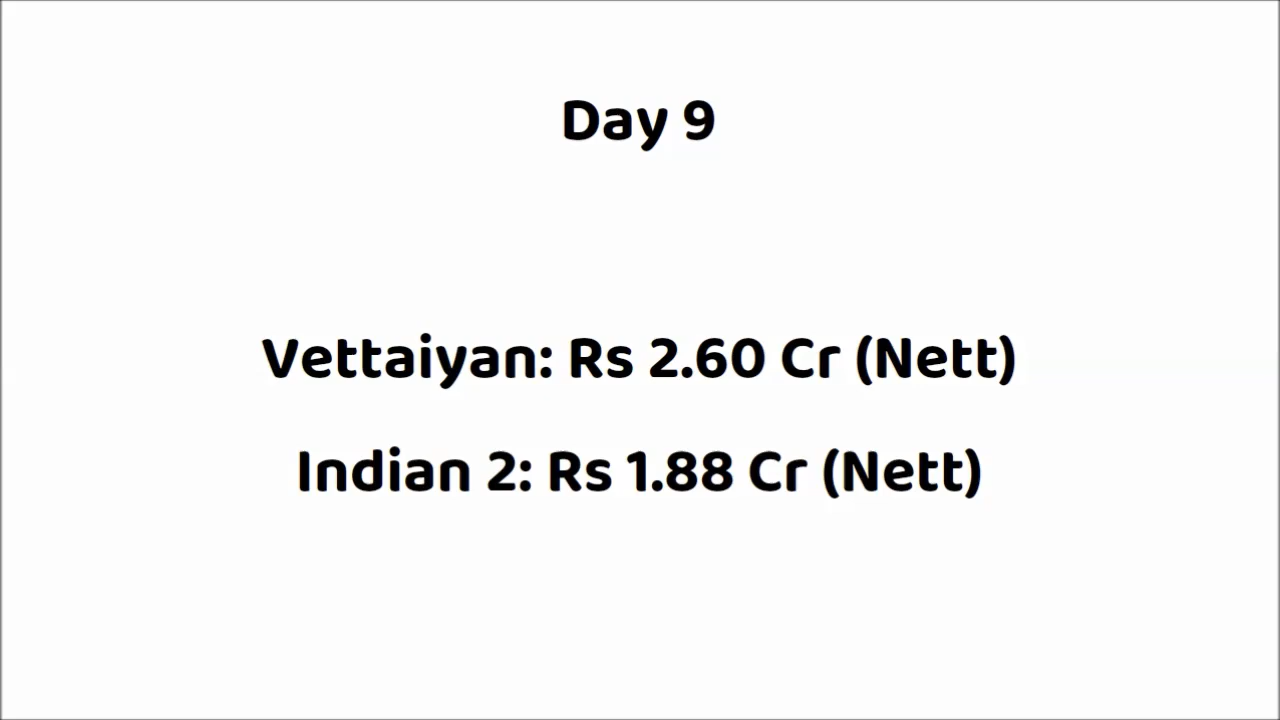 Day 9
Vettaiyan: Rs 2.60 Cr (Nett)
Indian 2: Rs 1.88 Cr (Nett)